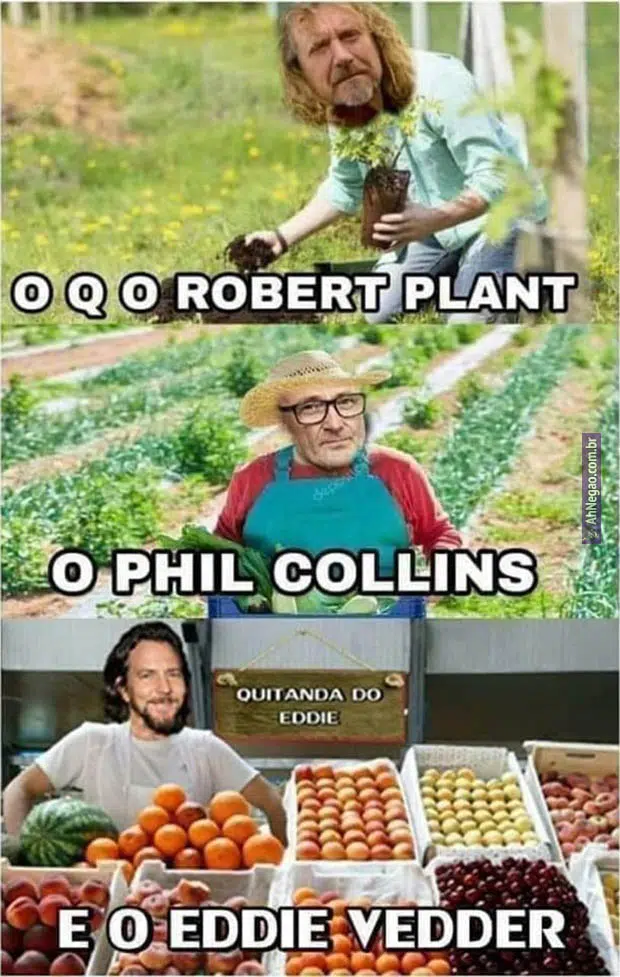 O Q O ROBERT PLANT
AhNegao.com.br
O PHIL COLLINS
QUITANDA DO
EDDIE
E O EDDIE VEDDER